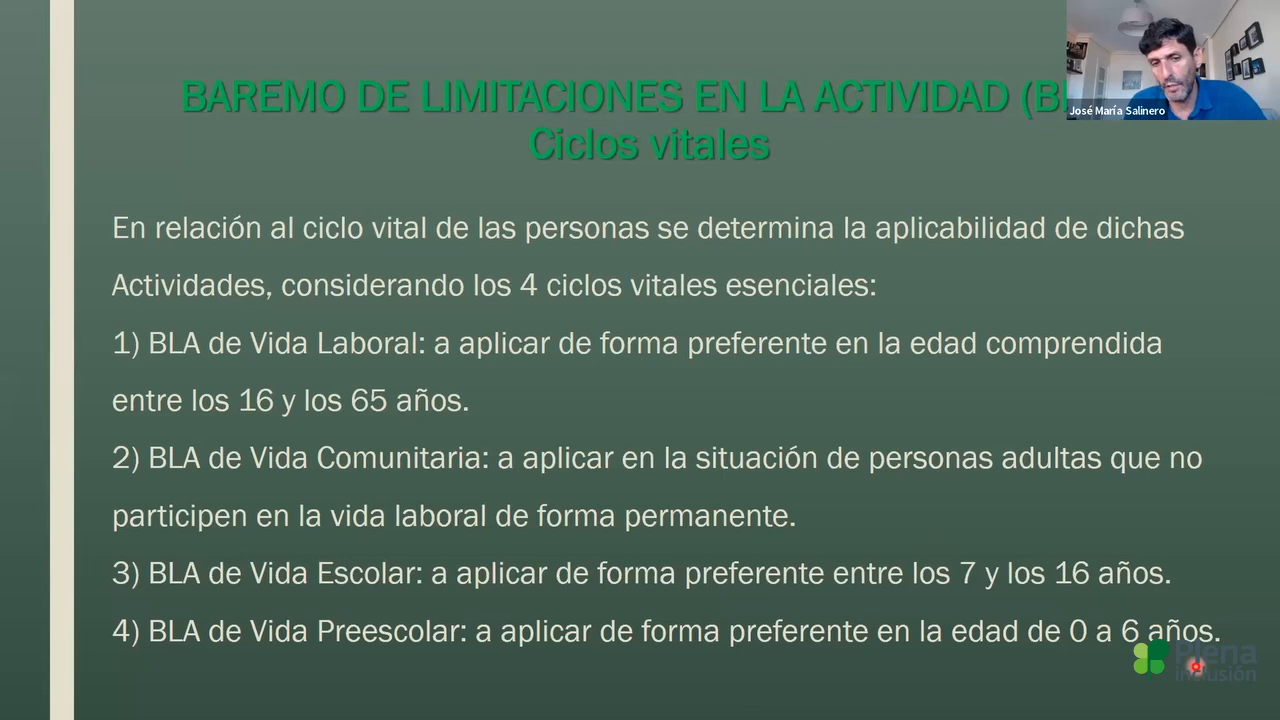 BAREMO DE LIMITACIONES EN LA ACTIVIDAD (B
José María Salinero
Ciclos vitales
En relación al ciclo vital de las personas se determina la aplicabilidad de dichas
Actividades, considerando los 4 ciclos vitales esenciales:
1) BLA de Vida Laboral: a aplicar de forma preferente en la edad comprendida
entre los 16 y los 65 años.
2) BLA de Vida Comunitaria: a aplicar en la situación de personas adultas que no
participen en la vida laboral de forma permanente.
3) BLA de Vida Escolar: a aplicar de forma preferente entre los 7 y los 16 años.
4) BLA de Vida Preescolar: a aplicar de forma preferente en la edad de 0 a 6 años.
Plena
inclusión